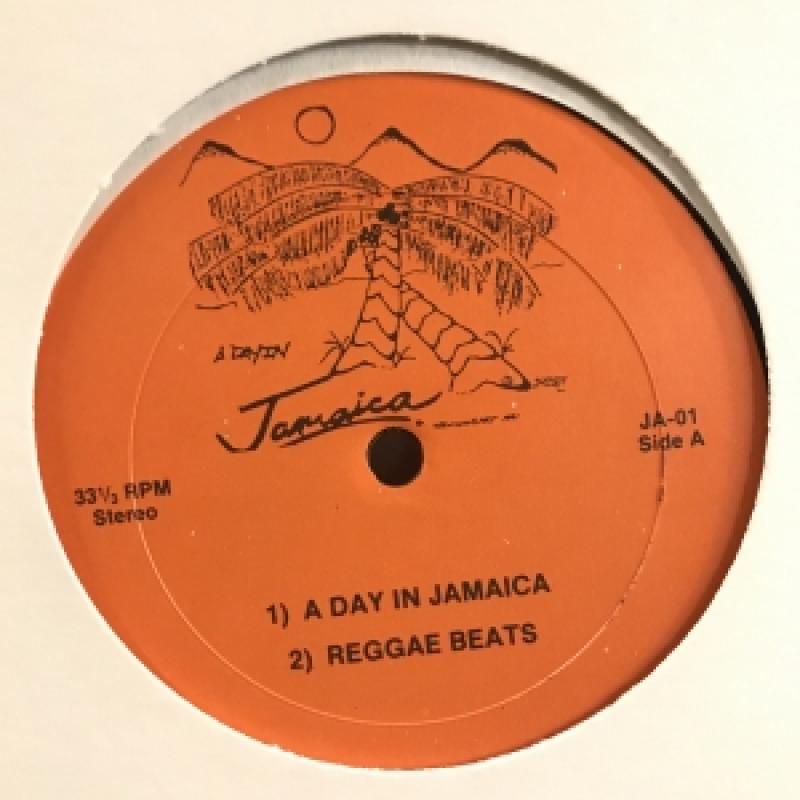 A DAY IN
Jamaica
33⅓ RPM
Stereo
JA-01
Side A
1) A DAY IN JAMAICA
2) REGGAE BEATS